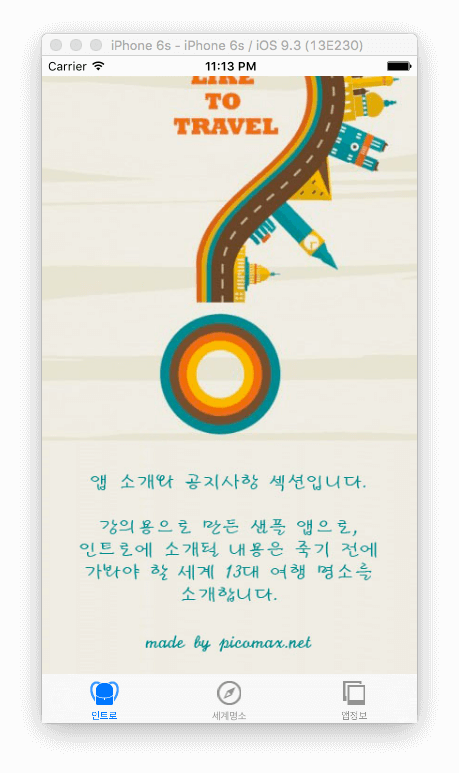 iPhone 6s - iPhone 6s / iOS 9.3 (13E230)
Carrier 11:13 PM
LIKE
TO
TRAVEL
앱 소개와 공지사항 섹션입니다.
강의용으로 만든 샘플 앱으로,
인트로에 소개될 내용은 죽기 전에
가봐야 할 세계 13대 여행 명소를
소개합니다.
made by picomax.net
인트로 세계명소 앱정보